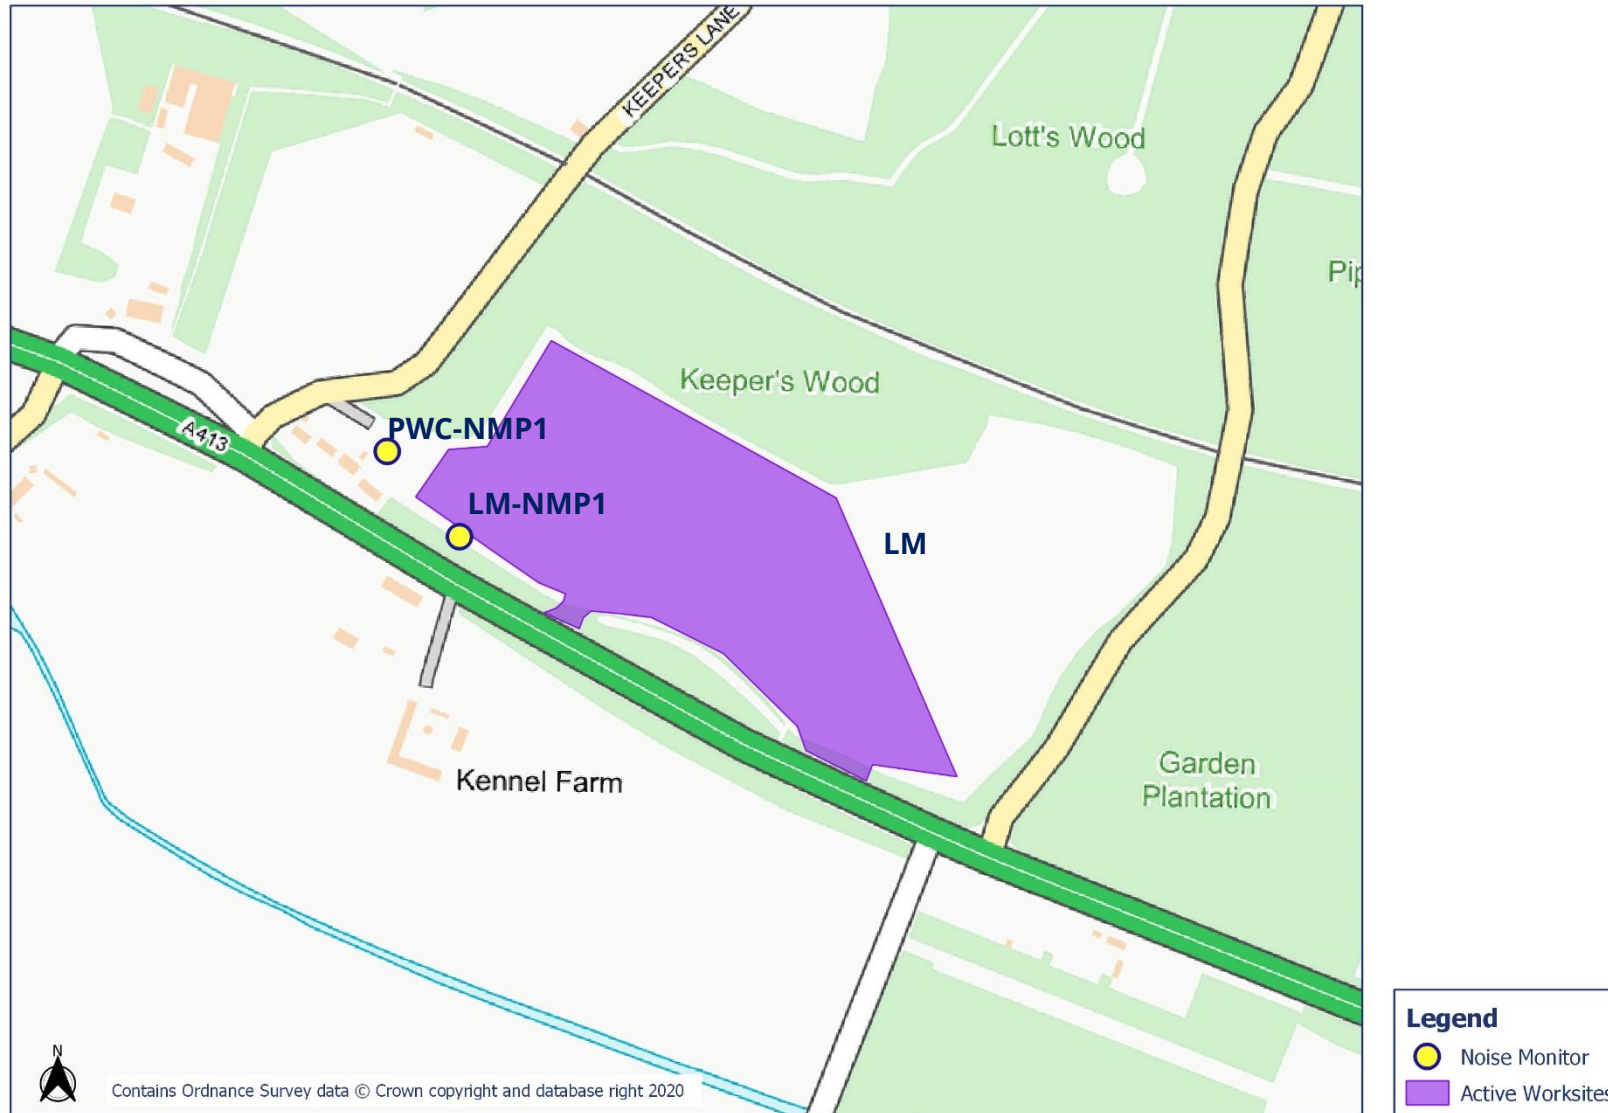 KEEPERS LANE
Lott's Wood
Pip
Keeper's Wood
PWC-NMP1
A413
LM-NMP1
LM
Kennel Farm
Garden
Plantation
N
Contains Ordnance Survey data © Crown copyright and database right 2020
Legend
Noise Monitor
Active Worksites